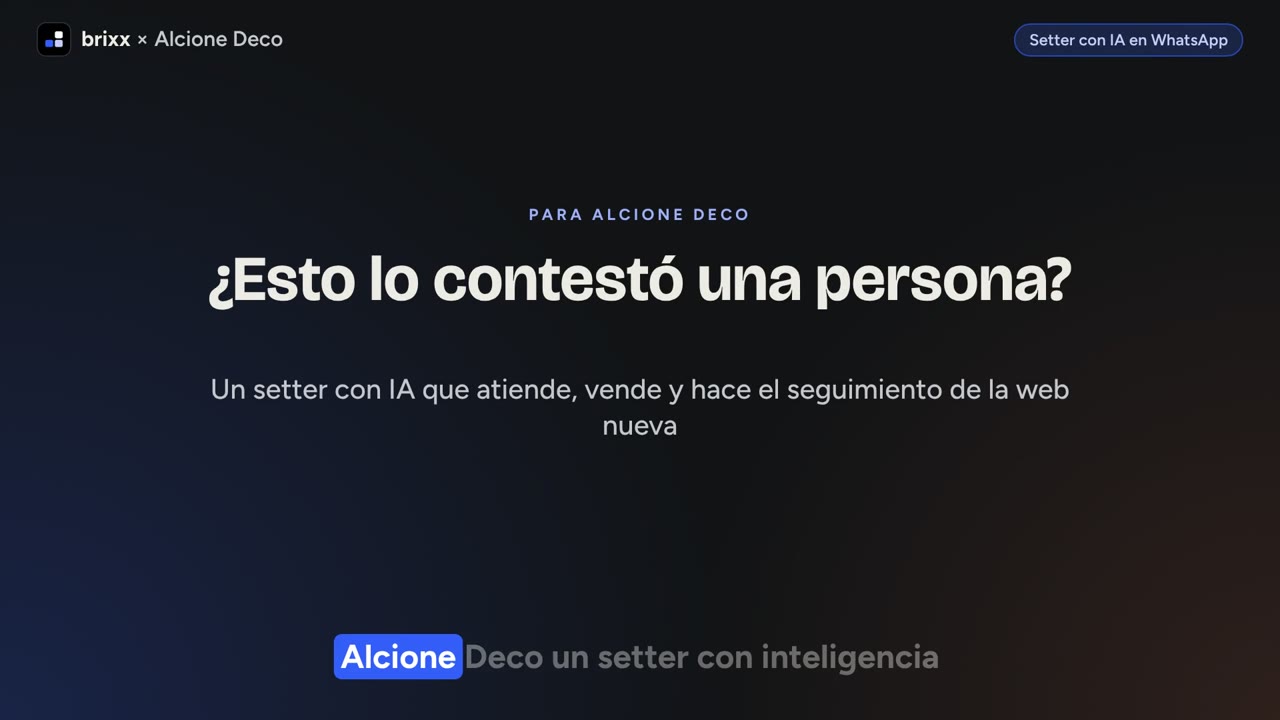 brixx × Alcione Deco
Setter con IA en WhatsApp
PARA ALCIONE DECO
¿Esto lo contestó una persona?
Un setter con IA que atiende, vende y hace el seguimiento de la web
nueva
Alcione Deco un setter con inteligencia